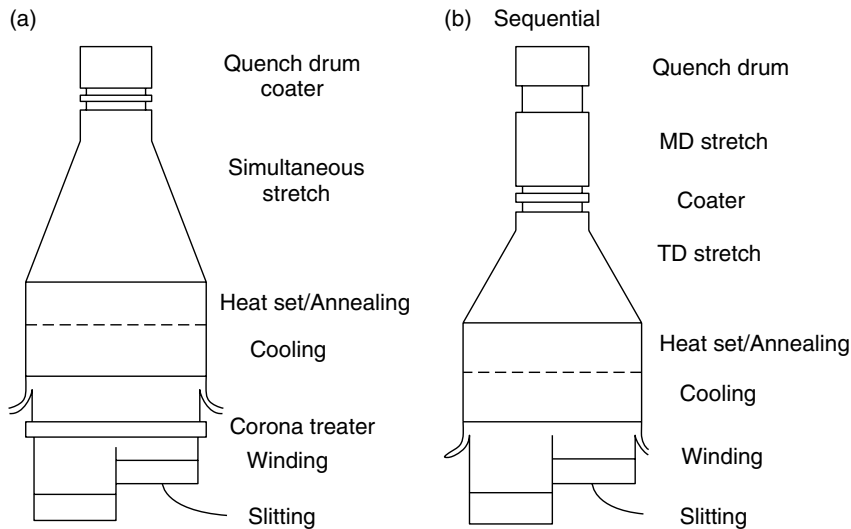 (a)
Quench drum
coater
Simultaneous
stretch
Heat set/Annealing
Cooling
Corona treater
Winding
Slitting
(b) Sequential
Quench drum
MD stretch
Coater
TD stretch
Heat set/Annealing
Cooling
Winding
Slitting